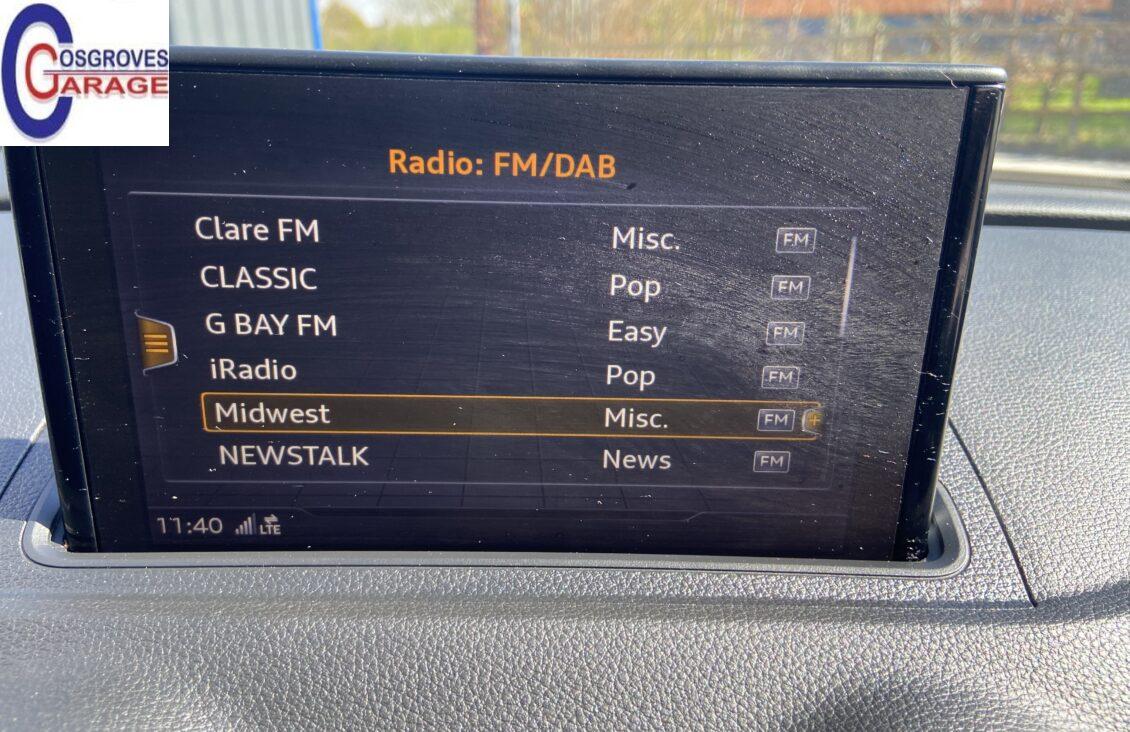 COSGROVES
GARAGE
Radio: FM/DAB
Clare FM Misc. FM
CLASSIC Pop FM
G BAY FM Easy FM
iRadio Pop FM
Midwest Misc. FM +
NEWSTALK News FM
11:40 LTE